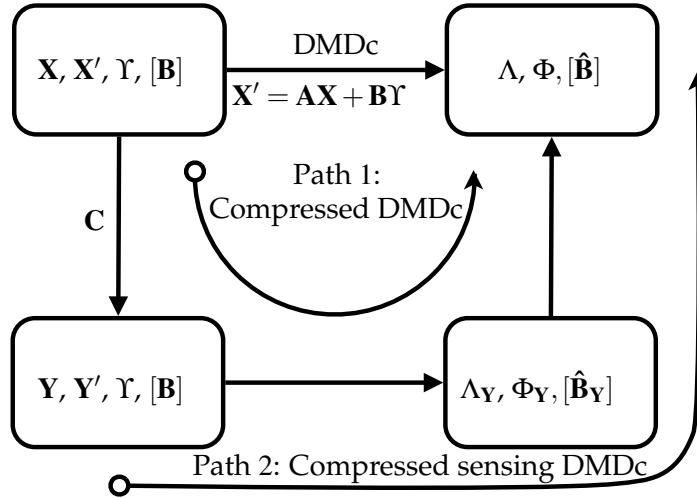 DMDc
X, X′, ϒ, [B]
X′ = AX + Bϒ
Λ, Φ, [B̂]
Path 1:
Compressed DMDc
C
Y, Y′, ϒ, [B]
Λ_Y, Φ_Y, [B̂_Y]
Path 2: Compressed sensing DMDc